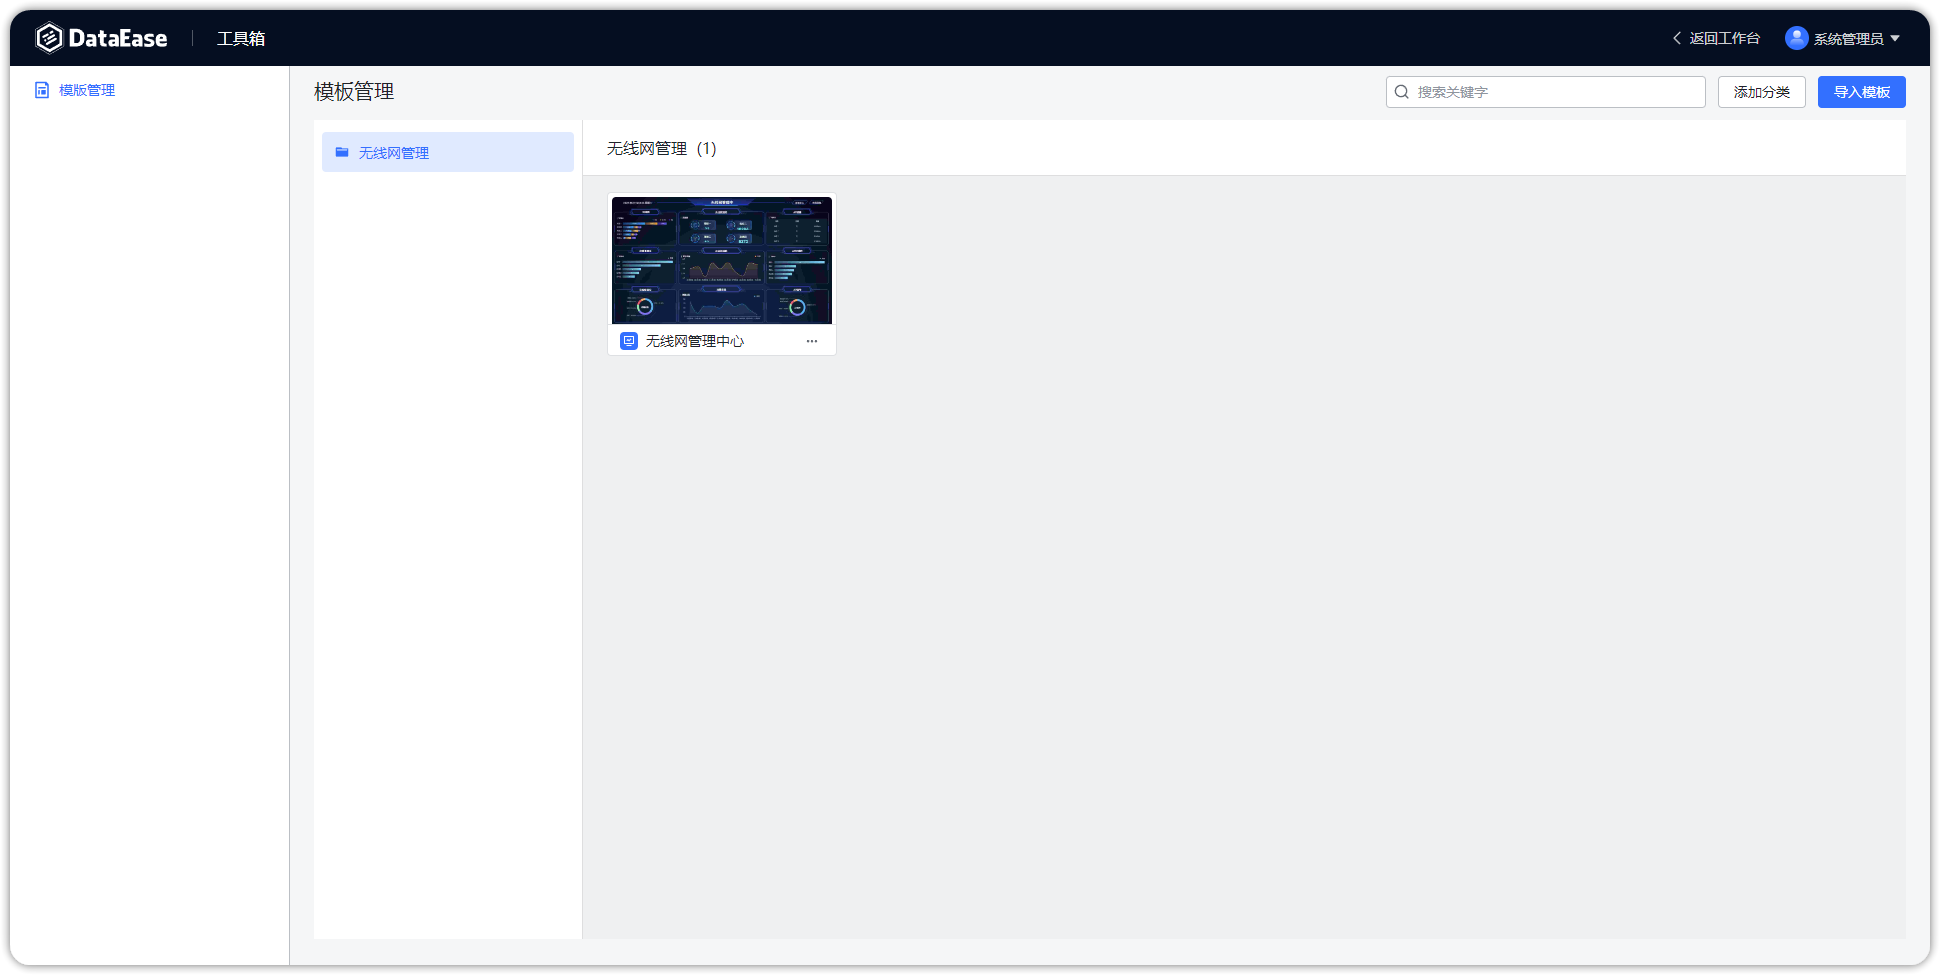 DataEase
工具箱
返回工作台
系统管理员
模版管理
模板管理
搜索关键字
添加分类
导入模板
无线网管理
无线网管理 (1)
无线网管理中心